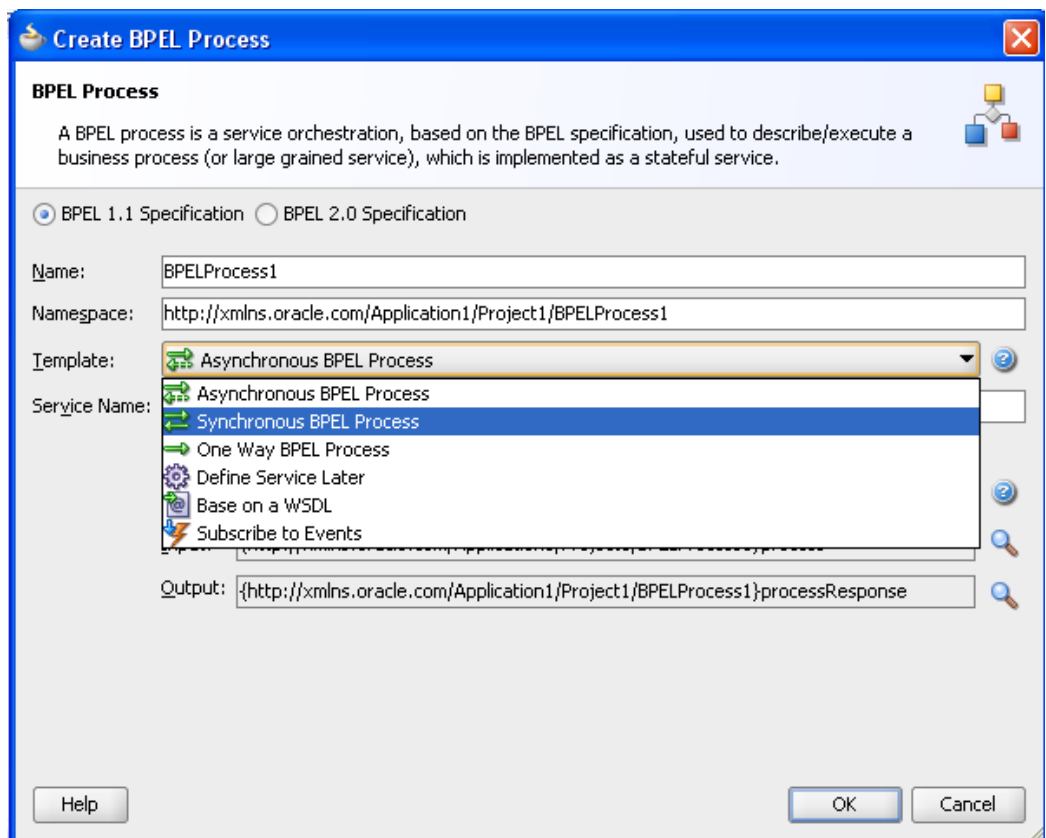 Create BPEL Process
BPEL Process
A BPEL process is a service orchestration, based on the BPEL specification, used to describe/execute a
business process (or large grained service), which is implemented as a stateful service.
BPEL 1.1 Specification BPEL 2.0 Specification
Name: BPELProcess1
Namespace: http://xmlns.oracle.com/Application1/Project1/BPELProcess1
Template: Asynchronous BPEL Process
Asynchronous BPEL Process
Service Name:
Synchronous BPEL Process
One Way BPEL Process
Define Service Later
Base on a WSDL
Subscribe to Events
Output: {http://xmlns.oracle.com/Application1/Project1/BPELProcess1}processResponse
Help OK Cancel